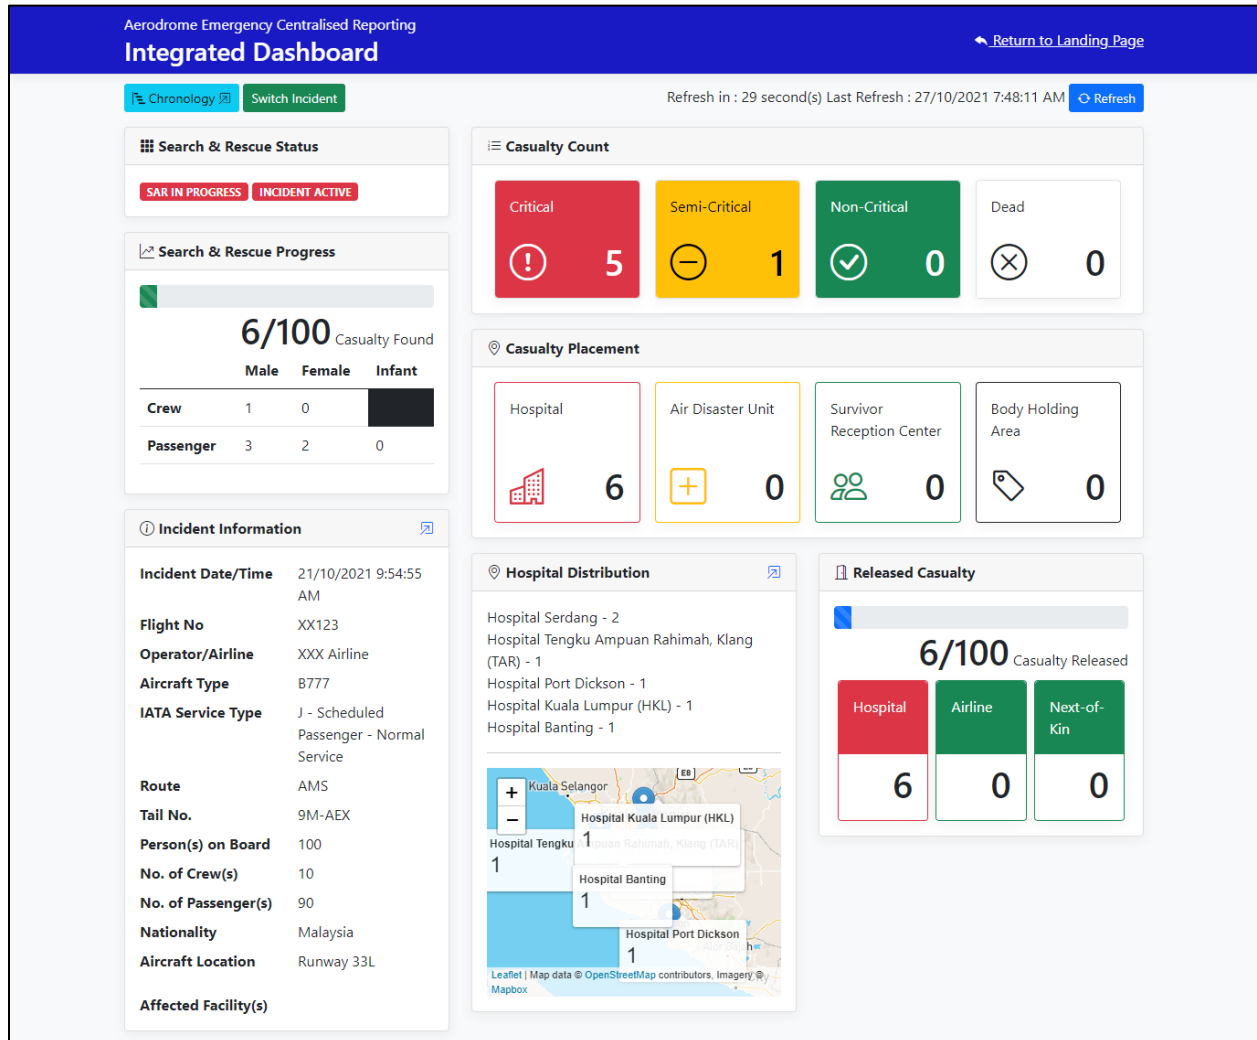 Aerodrome Emergency Centralised Reporting
Integrated Dashboard
Return to Landing Page
Chronology
Switch Incident
Refresh in : 29 second(s) Last Refresh : 27/10/2021 7:48:11 AM
Refresh
Search & Rescue Status
SAR IN PROGRESS
INCIDENT ACTIVE
Search & Rescue Progress
6/100 Casualty Found
Male Female Infant
Crew 1 0
Passenger 3 2 0
Incident Information
Incident Date/Time 21/10/2021 9:54:55
AM
Flight No XX123
Operator/Airline XXX Airline
Aircraft Type B777
IATA Service Type J - Scheduled
Passenger - Normal
Service
Route AMS
Tail No. 9M-AEX
Person(s) on Board 100
No. of Crew(s) 10
No. of Passenger(s) 90
Nationality Malaysia
Aircraft Location Runway 33L
Affected Facility(s)
Casualty Count
Critical
5
Semi-Critical
1
Non-Critical
0
Dead
0
Casualty Placement
Hospital
6
Air Disaster Unit
0
Survivor
Reception Center
0
Body Holding
Area
0
Hospital Distribution
Hospital Serdang - 2
Hospital Tengku Ampuan Rahimah, Klang
(TAR) - 1
Hospital Port Dickson - 1
Hospital Kuala Lumpur (HKL) - 1
Hospital Banting - 1
+
−
Kuala Selangor
E8
Hospital Kuala Lumpur (HKL)
1
Hospital Tengku Ampuan Rahimah, Klang (TAR)
1
Hospital Banting
1
Hospital Port Dickson
1
Leaflet | Map data © OpenStreetMap contributors, Imagery ©
Mapbox
Released Casualty
6/100 Casualty Released
Hospital
6
Airline
0
Next-of-
Kin
0